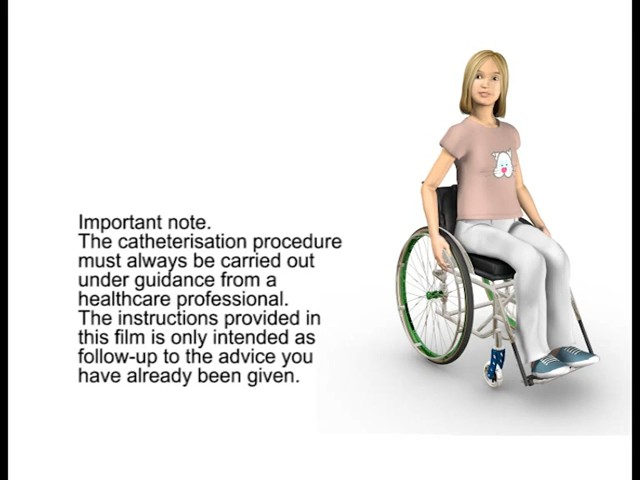 Important note.
The catheterisation procedure
must always be carried out
under guidance from a
healthcare professional.
The instructions provided in
this film is only intended as
follow-up to the advice you
have already been given.